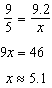 9/5 = 9.2/x
9x = 46
x ≈ 5.1